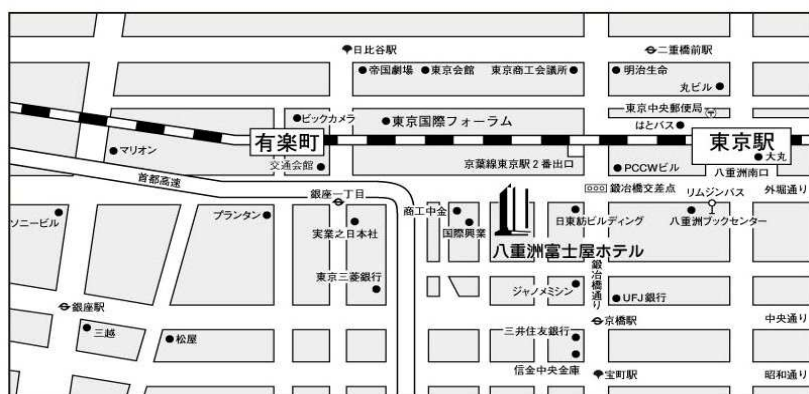 日比谷駅
二重橋前駅
帝国劇場
東京会館
東京商工会議所
明治生命
丸ビル
東京中央郵便局
はとバス
ビックカメラ
東京国際フォーラム
有楽町
東京駅
大丸
マリオン
交通会館
京葉線東京駅2番出口
PCCWビル
八重洲南口
首都高速
銀座一丁目
鍛冶橋交差点
リムジンバス
外堀通り
ソニービル
プランタン
実業之日本社
商工中金
国際興業
日東紡ビルディング
八重洲ブックセンター
八重洲富士屋ホテル
東京三菱銀行
鍛冶橋通り
ジャノメミシン
UFJ銀行
銀座駅
三越
松屋
三井住友銀行
京橋駅
中央通り
信金中央金庫
宝町駅
昭和通り